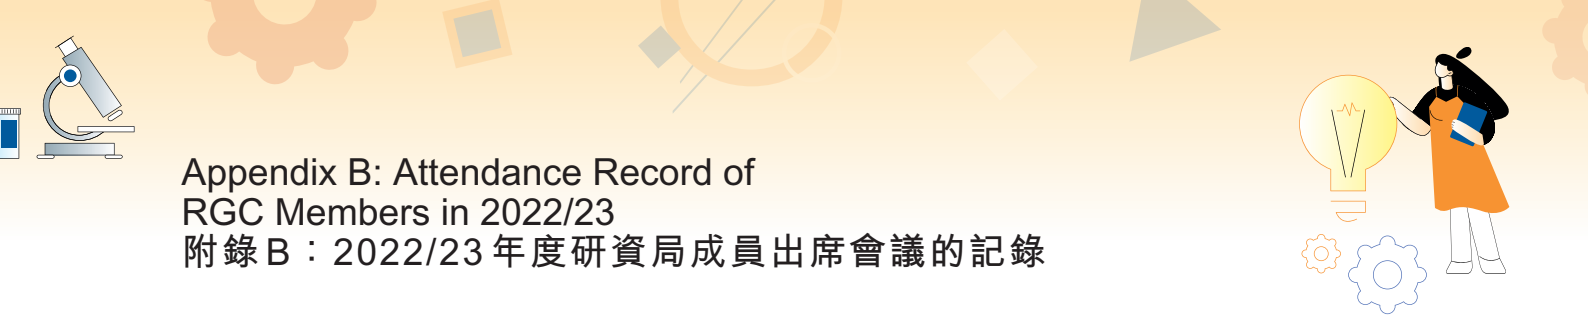 Appendix B: Attendance Record of
RGC Members in 2022/23
附錄B：2022/23年度研資局成員出席會議的記錄